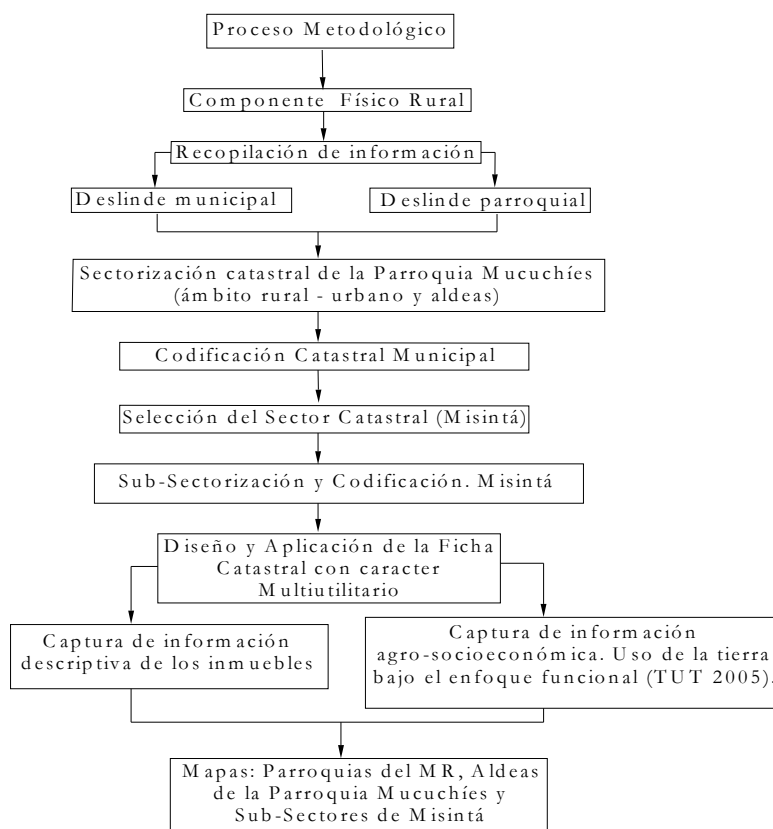 Proceso Metodológico
Componente Físico Rural
Recopilación de información
Deslinde municipal
Deslinde parroquial
Sectorización catastral de la Parroquia Mucuchíes
(ámbito rural - urbano y aldeas)
Codificación Catastral Municipal
Selección del Sector Catastral (Misintá)
Sub-Sectorización y Codificación. Misintá
Diseño y Aplicación de la Ficha
Catastral con caracter
Multiutilitario
Captura de información
descriptiva de los inmuebles
Captura de información
agro-socioeconómica. Uso de la tierra
bajo el enfoque funcional (TUT 2005).
Mapas: Parroquias del MR, Aldeas
de la Parroquia Mucuchíes y
Sub-Sectores de Misintá